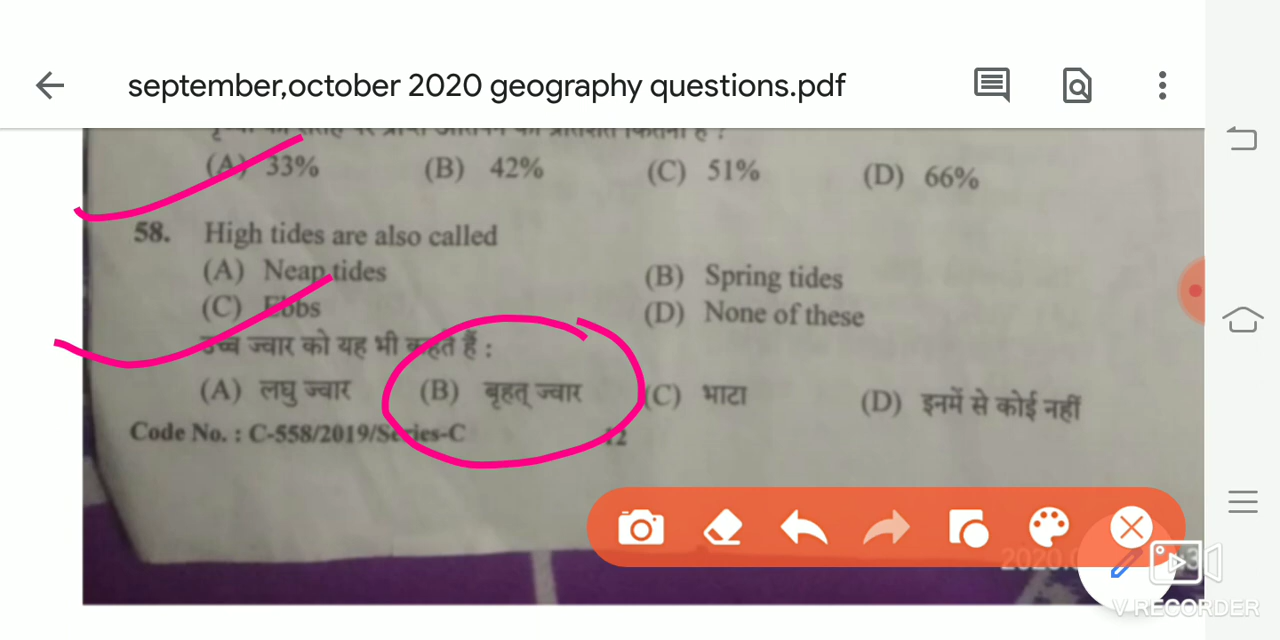 september,october 2020 geography questions.pdf
(A) 33% (B) 42% (C) 51% (D) 66%
58. High tides are also called
(A) Neap tides (B) Spring tides
(C) Ebbs (D) None of these
उच्च ज्वार को यह भी कहते हैं :
(A) लघु ज्वार (B) बृहत् ज्वार (C) भाटा (D) इनमें से कोई नहीं
Code No. : C-558/2019/Series-C 12
V RECORDER